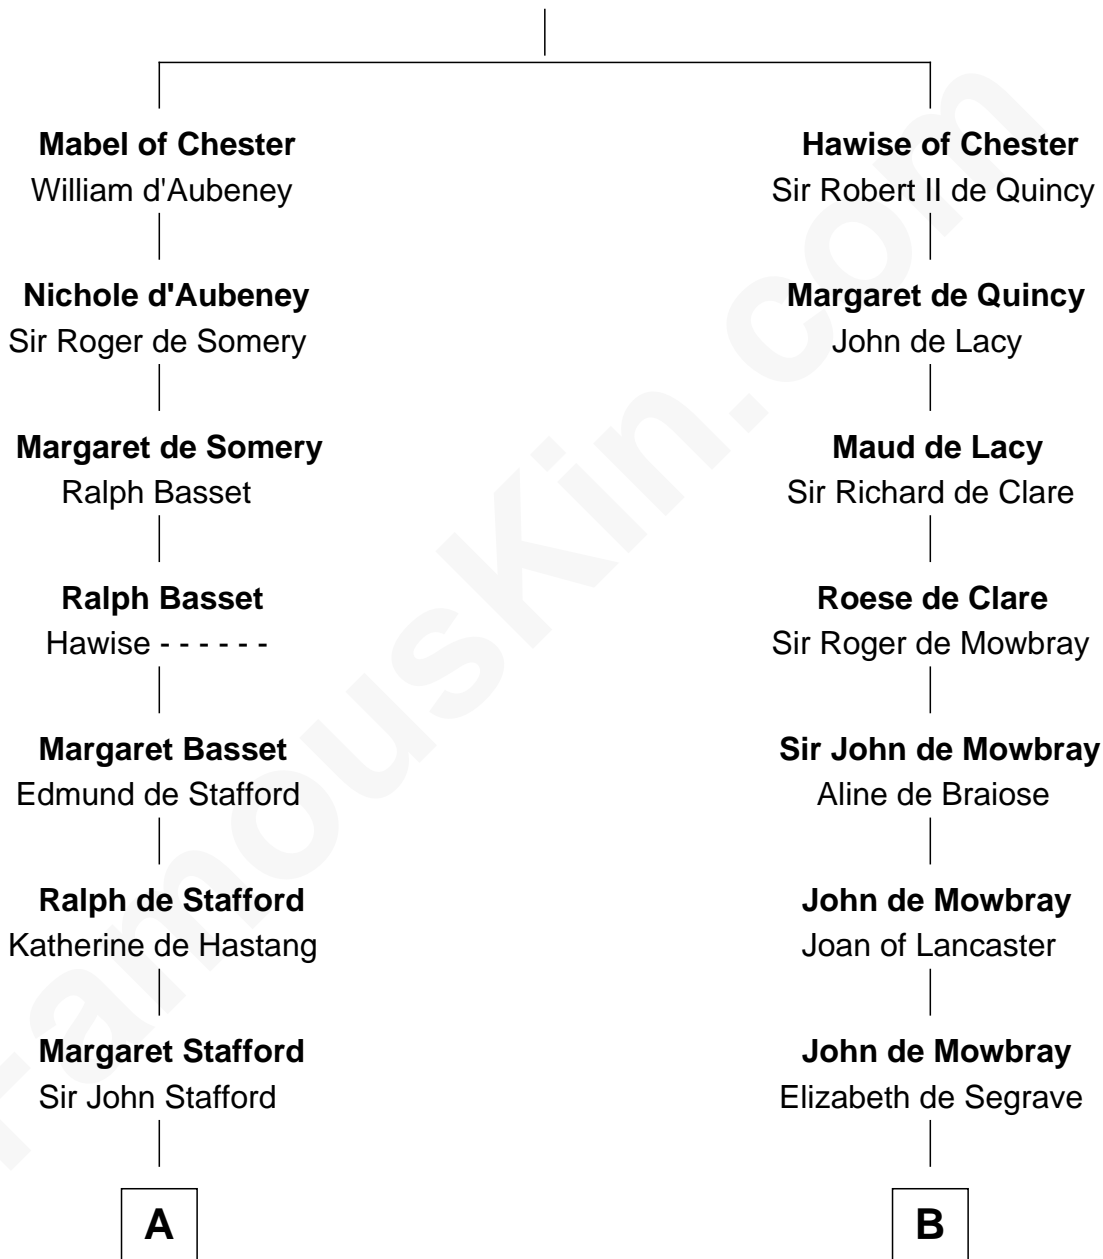 Mabel of Chester
William d'Aubeney
Nichole d'Aubeney
Sir Roger de Somery
Margaret de Somery
Ralph Basset
Ralph Basset
Hawise - - - - - -
Margaret Basset
Edmund de Stafford
Ralph de Stafford
Katherine de Hastang
Margaret Stafford
Sir John Stafford
A
Hawise of Chester
Sir Robert II de Quincy
Margaret de Quincy
John de Lacy
Maud de Lacy
Sir Richard de Clare
Roese de Clare
Sir Roger de Mowbray
Sir John de Mowbray
Aline de Braiose
John de Mowbray
Joan of Lancaster
John de Mowbray
Elizabeth de Segrave
B
FamousKin.com